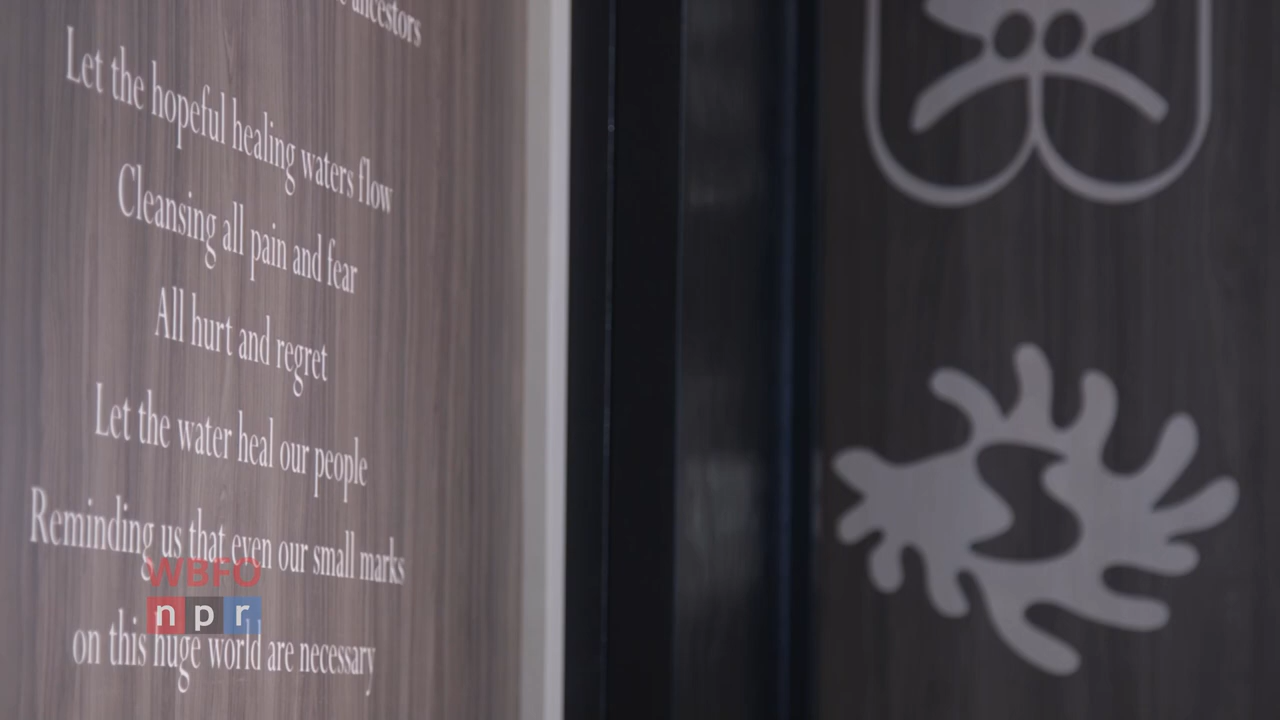 ancestors
Let the hopeful healing waters flow
Cleansing all pain and fear
All hurt and regret
Let the water heal our people
Reminding us that even our small marks
on this huge world are necessary
WBFO
npr